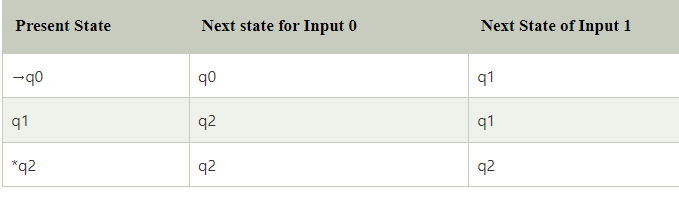 Present State Next state for Input 0 Next State of Input 1
→q0 q0 q1
q1 q2 q1
*q2 q2 q2